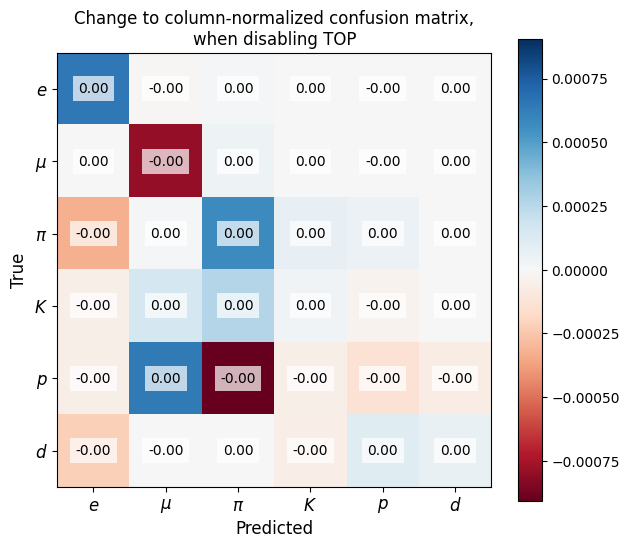 Change to column-normalized confusion matrix,
when disabling TOP
e 0.00 -0.00 0.00 0.00 -0.00 0.00
μ 0.00 -0.00 0.00 0.00 -0.00 0.00
π -0.00 0.00 0.00 0.00 0.00 0.00
K -0.00 0.00 0.00 0.00 -0.00 0.00
p -0.00 0.00 -0.00 -0.00 -0.00 -0.00
d -0.00 -0.00 0.00 -0.00 0.00 0.00
e μ π K p d
True
Predicted
0.00075
0.00050
0.00025
0.00000
−0.00025
−0.00050
−0.00075